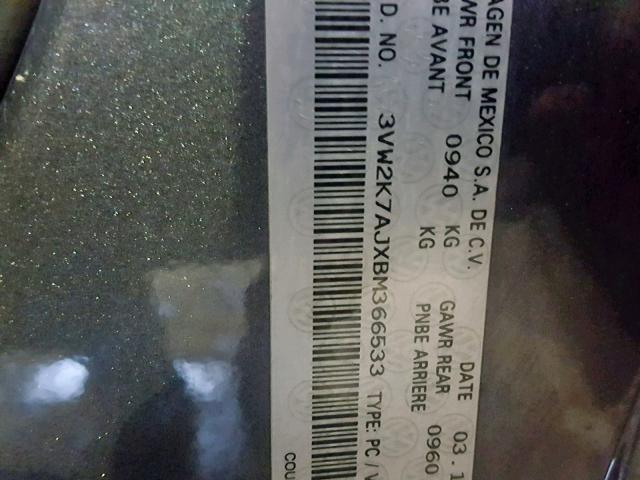 AGEN DE MEXICO S.A. DE C.V. DATE 03.1
WR FRONT 0940 KG GAWR REAR
BE AVANT KG PNBE ARRIERE 0960
D. NO. 3VW2K7AJXBM366533 TYPE: PC /
COU